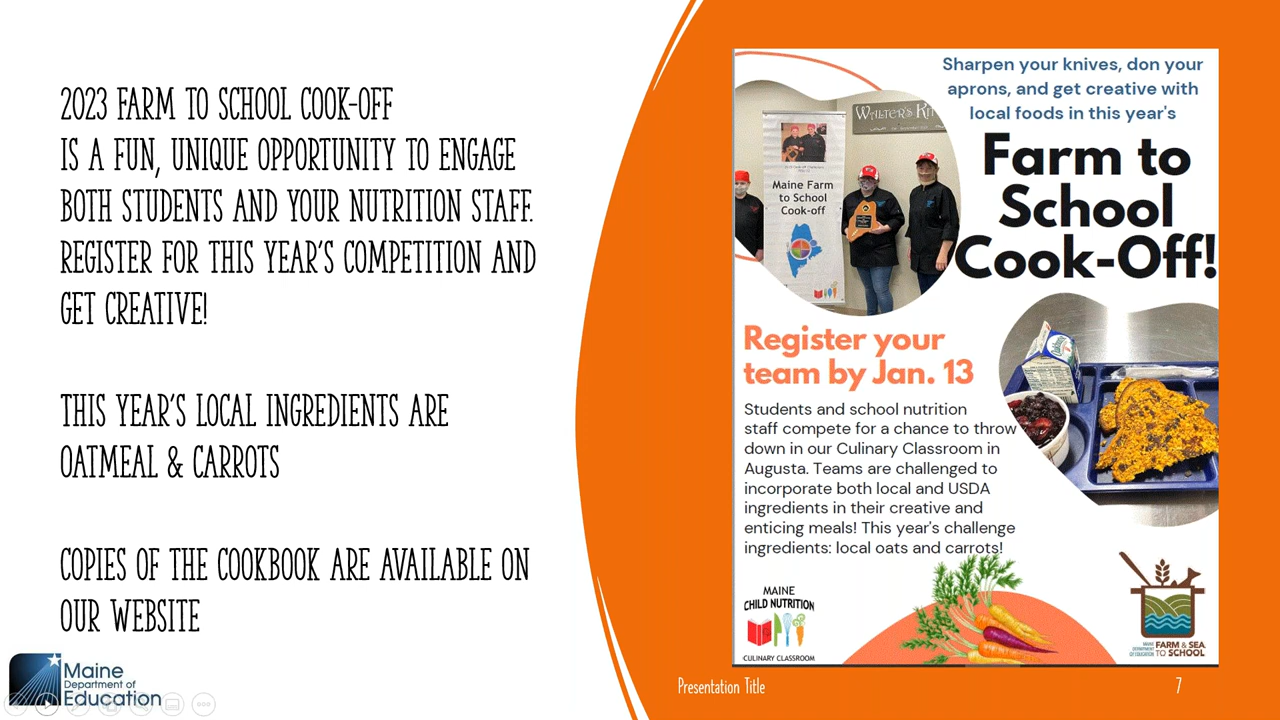 2023 FARM TO SCHOOL COOK-OFF
IS A FUN, UNIQUE OPPORTUNITY TO ENGAGE
BOTH STUDENTS AND YOUR NUTRITION STAFF.
REGISTER FOR THIS YEAR'S COMPETITION AND
GET CREATIVE!
THIS YEAR'S LOCAL INGREDIENTS ARE
OATMEAL & CARROTS
COPIES OF THE COOKBOOK ARE AVAILABLE ON
OUR WEBSITE
Maine
Department of
Education
Sharpen your knives, don your
aprons, and get creative with
local foods in this year's
Farm to
School
Cook-Off!
WALTER'S
Maine Farm
to School
Cook-off
Register your
team by Jan. 13
Students and school nutrition
staff compete for a chance to throw
down in our Culinary Classroom in
Augusta. Teams are challenged to
incorporate both local and USDA
ingredients in their creative and
enticing meals! This year's challenge
ingredients: local oats and carrots!
MAINE
CHILD NUTRITION
CULINARY CLASSROOM
MAINE
DEPARTMENT
OF EDUCATION
FARM & SEA
TO SCHOOL
Presentation Title
7